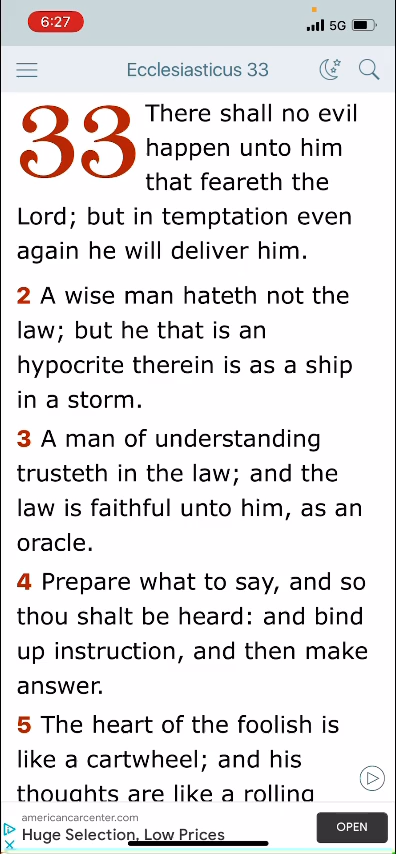 6:27
5G
Ecclesiasticus 33
33 There shall no evil
happen unto him
that feareth the
Lord; but in temptation even
again he will deliver him.
2 A wise man hateth not the
law; but he that is an
hypocrite therein is as a ship
in a storm.
3 A man of understanding
trusteth in the law; and the
law is faithful unto him, as an
oracle.
4 Prepare what to say, and so
thou shalt be heard: and bind
up instruction, and then make
answer.
5 The heart of the foolish is
like a cartwheel; and his
thoughts are like a rolling
americancarcenter.com
Huge Selection, Low Prices
OPEN